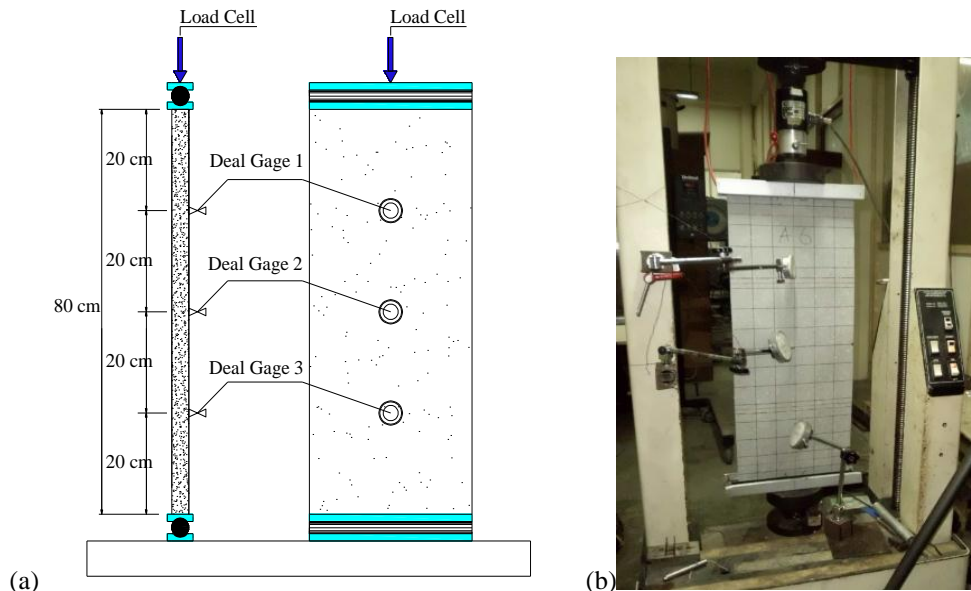 Load Cell
Load Cell
20 cm
Deal Gage 1
20 cm
Deal Gage 2
80 cm
20 cm
Deal Gage 3
20 cm
(a)
A 6
(b)